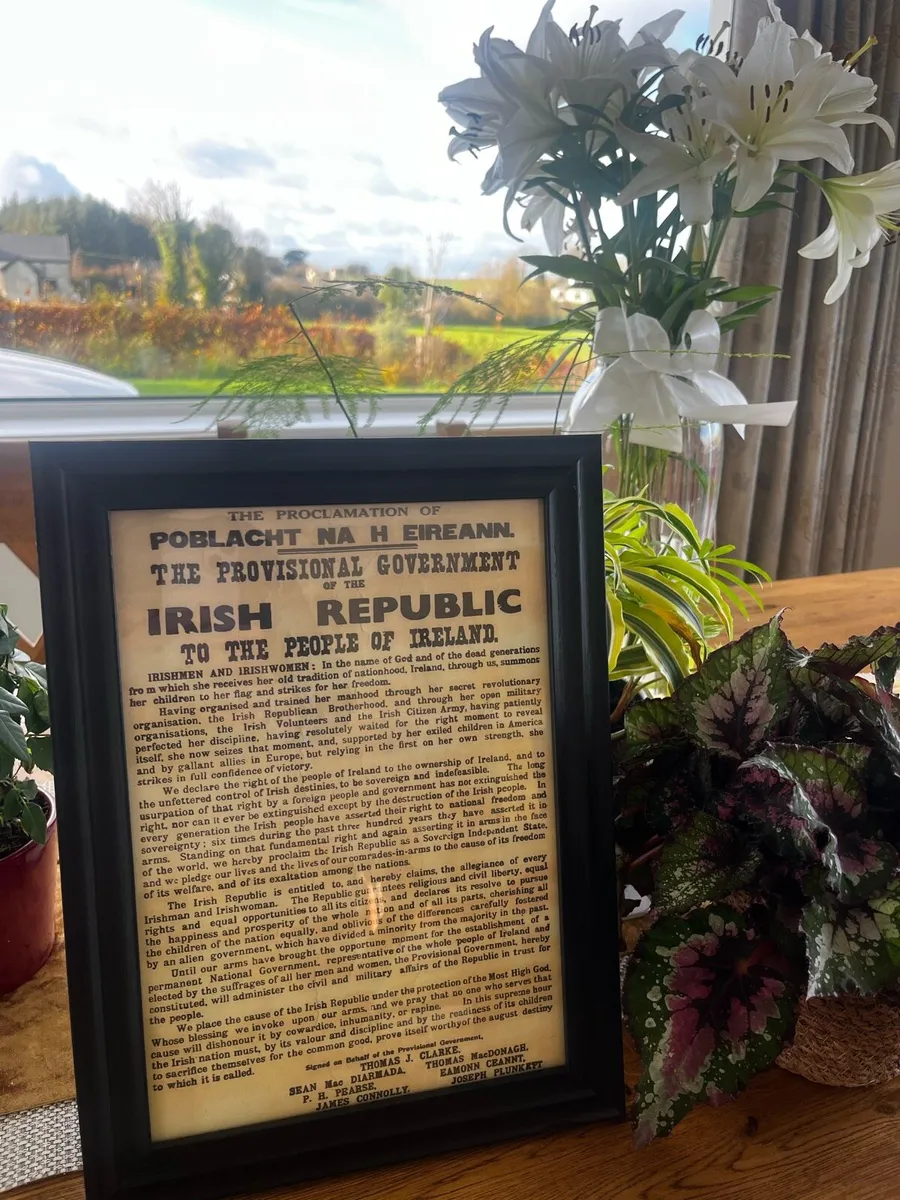 THE PROCLAMATION OF
POBLACHT NA H EIREANN.
THE PROVISIONAL GOVERNMENT
OF THE
IRISH REPUBLIC
TO THE PEOPLE OF IRELAND.
IRISHMEN AND IRISHWOMEN: In the name of God and of the dead generations
from which she receives her old tradition of nationhood, Ireland, through us, summons
her children to her flag and strikes for her freedom.
Having organised and trained her manhood through her secret revolutionary
organisation, the Irish Republican Brotherhood, and through her open military
organisations, the Irish Volunteers and the Irish Citizen Army, having patiently
perfected her discipline, having resolutely waited for the right moment to reveal
itself, she now seizes that moment, and, supported by her exiled children in America
and by gallant allies in Europe, but relying in the first on her own strength, she
strikes in full confidence of victory.
We declare the right of the people of Ireland to the ownership of Ireland, and to
the unfettered control of Irish destinies, to be sovereign and indefeasible. The long
usurpation of that right by a foreign people and government has not extinguished the
right, nor can it ever be extinguished except by the destruction of the Irish people. In
every generation the Irish people have asserted their right to national freedom and
sovereignty; six times during the past three hundred years they have asserted it in
arms. Standing on that fundamental right and again asserting it in arms in the face
of the world, we hereby proclaim the Irish Republic as a Sovereign Independent State,
and we pledge our lives and the lives of our comrades-in-arms to the cause of its freedom
of its welfare, and of its exaltation among the nations.
The Irish Republic is entitled to, and hereby claims, the allegiance of every
Irishman and Irishwoman. The Republic guarantees religious and civil liberty, equal
rights and equal opportunities to all its citizens, and declares its resolve to pursue
the happiness and prosperity of the whole nation and of all its parts, cherishing all
the children of the nation equally, and oblivious of the differences carefully fostered
by an alien government, which have divided a minority from the majority in the past.
Until our arms have brought the opportune moment for the establishment of a
permanent National Government, representative of the whole people of Ireland and
elected by the suffrages of all her men and women, the Provisional Government, hereby
constituted, will administer the civil and military affairs of the Republic in trust for
the people.
We place the cause of the Irish Republic under the protection of the Most High God,
Whose blessing we invoke upon our arms, and we pray that no one who serves that
cause will dishonour it by cowardice, inhumanity, or rapine. In this supreme hour
the Irish nation must, by its valour and discipline and by the readiness of its children
to sacrifice themselves for the common good, prove itself worthy of the august destiny
to which it is called.
Signed on Behalf of the Provisional Government,
THOMAS J. CLARKE.
SEAN Mac DIARMADA. THOMAS MacDONAGH.
P. H. PEARSE. EAMONN CEANNT.
JAMES CONNOLLY. JOSEPH PLUNKETT